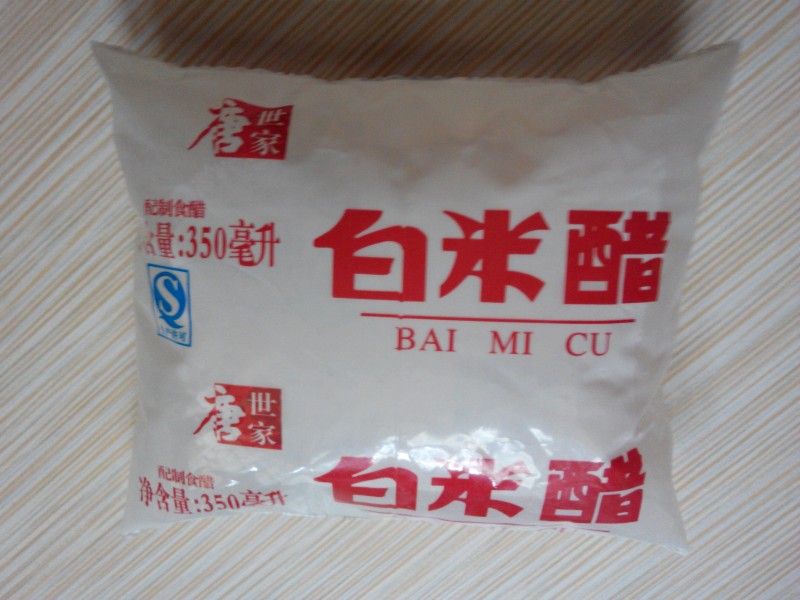 唐世家
配制食醋
含量:350毫升
白米醋
BAI MI CU
唐世家
配制食醋
净含量:350毫升
白米醋